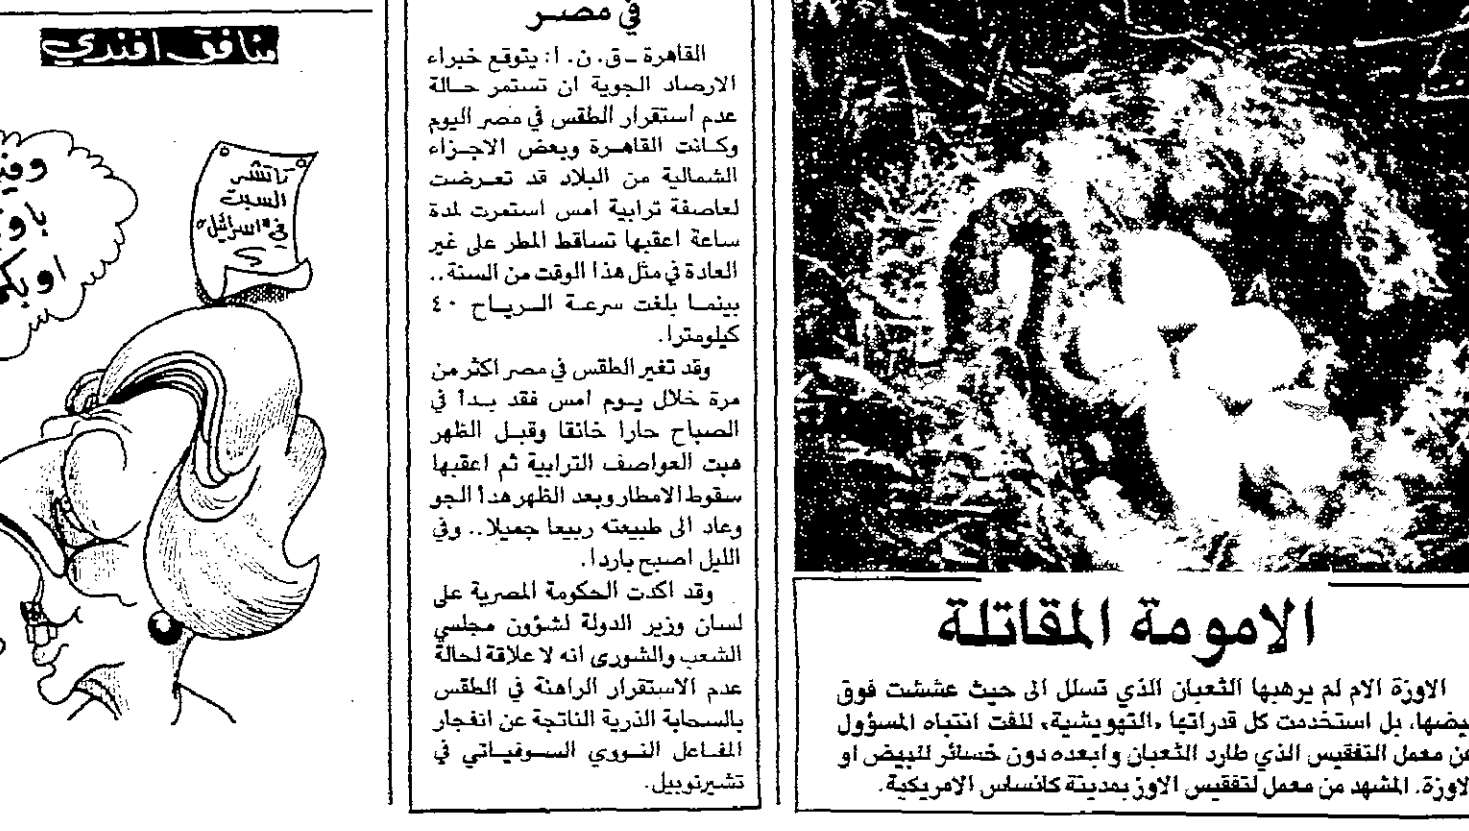 الامومة المقاتلة
الاوزة الام لم يرهبها الثعبان الذي تسلل الى حيث عششت فوق
بيضها، بل استخدمت كل قدراتها «التهويشية» للفت انتباه المسؤول
عن معمل التفقيس الذي طارد الثعبان وابعده دون خسائر للبيض او
الاوزة. المشهد من معمل لتفقيس الاوز بمدينة كانساس الامريكية.
في مصر
القاهرة ـ ق. ن. ا: يتوقع خبراء
الارصاد الجوية ان تستمر حالة
عدم استقرار الطقس في مصر اليوم
وكانت القاهرة وبعض الاجزاء
الشمالية من البلاد قد تعرضت
لعاصفة ترابية امس استمرت لمدة
ساعة اعقبها تساقط المطر على غير
العادة في مثل هذا الوقت من السنة..
بينما بلغت سرعة الرياح ٤٠
كيلومترا.
وقد تغير الطقس في مصر اكثر من
مرة خلال يوم امس فقد بدأ في
الصباح حارا خانقا وقبل الظهر
هبت العواصف الترابية ثم اعقبها
سقوط الامطار وبعد الظهر هدأ الجو
وعاد الى طبيعته ربيعا جميلا.. وفي
الليل اصبح باردا.
وقد اكدت الحكومة المصرية على
لسان وزير الدولة لشؤون مجلسي
الشعب والشورى انه لا علاقة لحالة
عدم الاستقرار الراهنة في الطقس
بالسحابة الذرية الناتجة عن انفجار
المفاعل النووي السوفياتي في
تشيرنوبيل.
منافق افندي
تاتشر
السبت
في «اسرائيل»